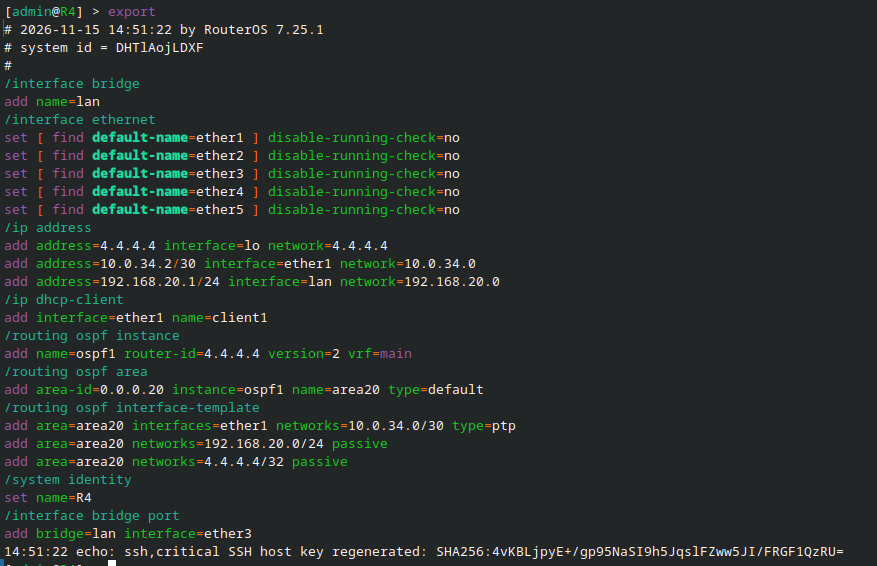 [admin@R4] > export
# 2026-11-15 14:51:22 by RouterOS 7.25.1
# system id = DHTlAojLDXF
#
/interface bridge
add name=lan
/interface ethernet
set [ find default-name=ether1 ] disable-running-check=no
set [ find default-name=ether2 ] disable-running-check=no
set [ find default-name=ether3 ] disable-running-check=no
set [ find default-name=ether4 ] disable-running-check=no
set [ find default-name=ether5 ] disable-running-check=no
/ip address
add address=4.4.4.4 interface=lo network=4.4.4.4
add address=10.0.34.2/30 interface=ether1 network=10.0.34.0
add address=192.168.20.1/24 interface=lan network=192.168.20.0
/ip dhcp-client
add interface=ether1 name=client1
/routing ospf instance
add name=ospf1 router-id=4.4.4.4 version=2 vrf=main
/routing ospf area
add area-id=0.0.0.20 instance=ospf1 name=area20 type=default
/routing ospf interface-template
add area=area20 interfaces=ether1 networks=10.0.34.0/30 type=ptp
add area=area20 networks=192.168.20.0/24 passive
add area=area20 networks=4.4.4.4/32 passive
/system identity
set name=R4
/interface bridge port
add bridge=lan interface=ether3
14:51:22 echo: ssh,critical SSH host key regenerated: SHA256:4vKBLjpyE+/gp95NaSI9h5JqslFZww5JI/FRGF1QzRU=